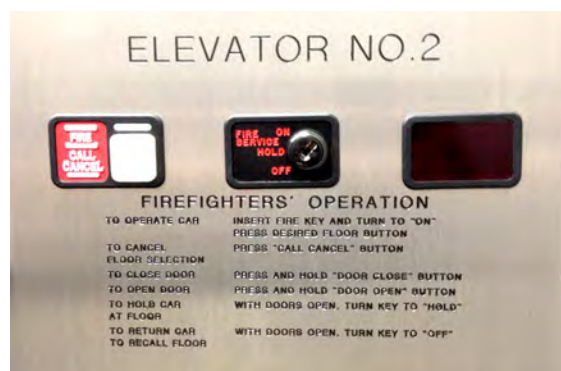 ELEVATOR NO.2
FIRE
CALL
CANCEL
FIRE ON
SERVICE
HOLD
OFF
FIREFIGHTERS' OPERATION
TO OPERATE CAR INSERT FIRE KEY AND TURN TO "ON"
PRESS DESIRED FLOOR BUTTON
TO CANCEL PRESS "CALL CANCEL" BUTTON
FLOOR SELECTION
TO CLOSE DOOR PRESS AND HOLD "DOOR CLOSE" BUTTON
TO OPEN DOOR PRESS AND HOLD "DOOR OPEN" BUTTON
TO HOLD CAR WITH DOORS OPEN, TURN KEY TO "HOLD"
AT FLOOR
TO RETURN CAR WITH DOORS OPEN, TURN KEY TO "OFF"
TO RECALL FLOOR